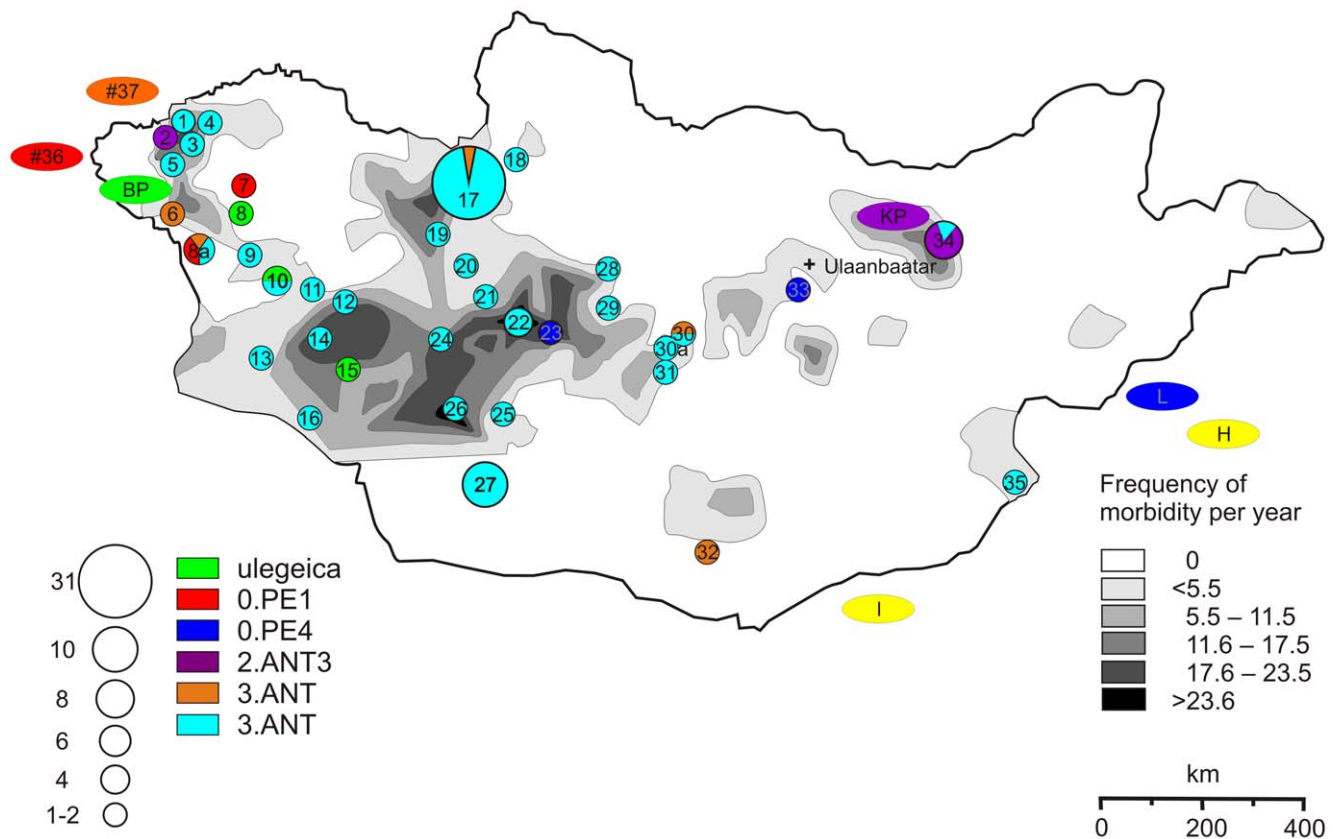 #37
#36
1
4
2
3
5
BP
7
6
8
8a
9
10
11
12
13
14
15
16
17
18
19
20
21
22
23
24
25
26
27
28
29
30
30
a
31
32
33
KP
34
+ Ulaanbaatar
35
L
H
I
31
10
8
6
4
1-2
ulegeica
0.PE1
0.PE4
2.ANT3
3.ANT
3.ANT
Frequency of
morbidity per year
0
<5.5
5.5 – 11.5
11.6 – 17.5
17.6 – 23.5
>23.6
km
0 200 400